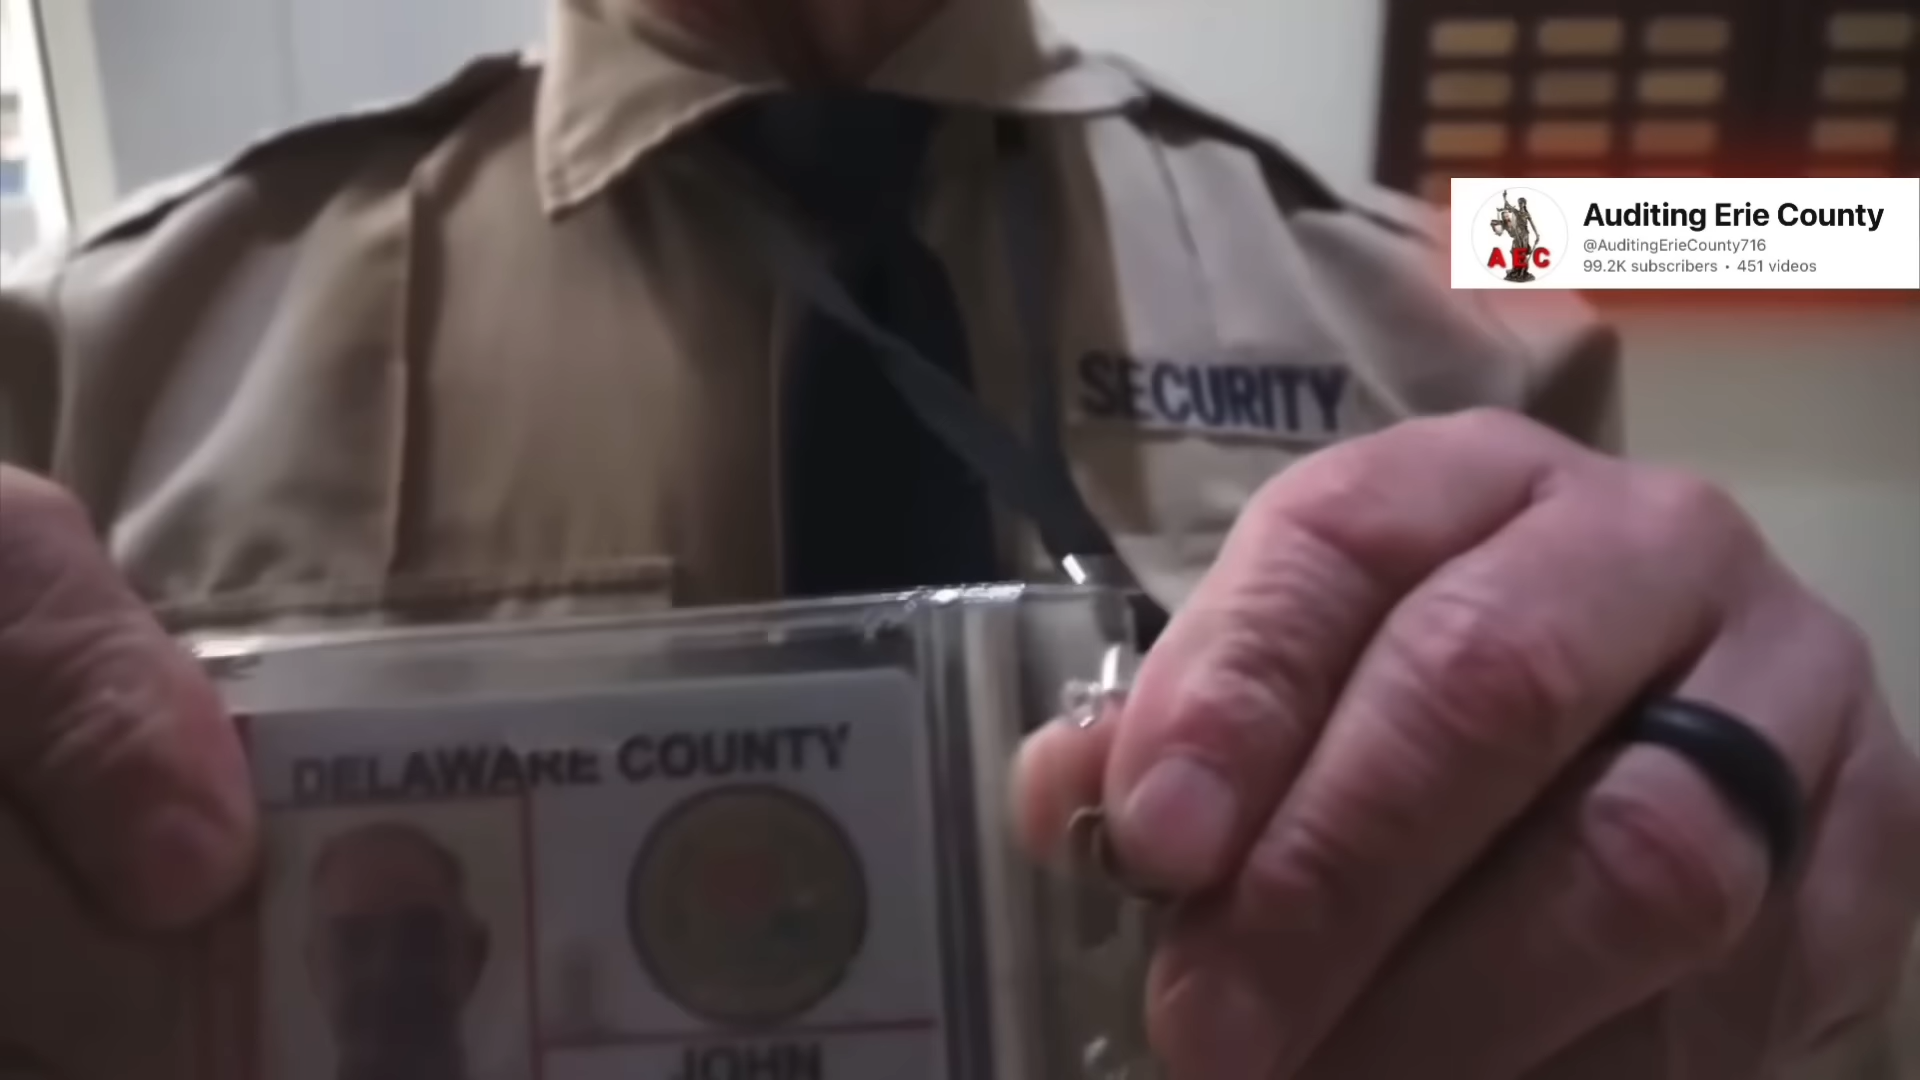 Auditing Erie County
@AuditingErieCounty716
99.2K subscribers • 451 videos
AEC
SECURITY
DELAWARE COUNTY
JOHN